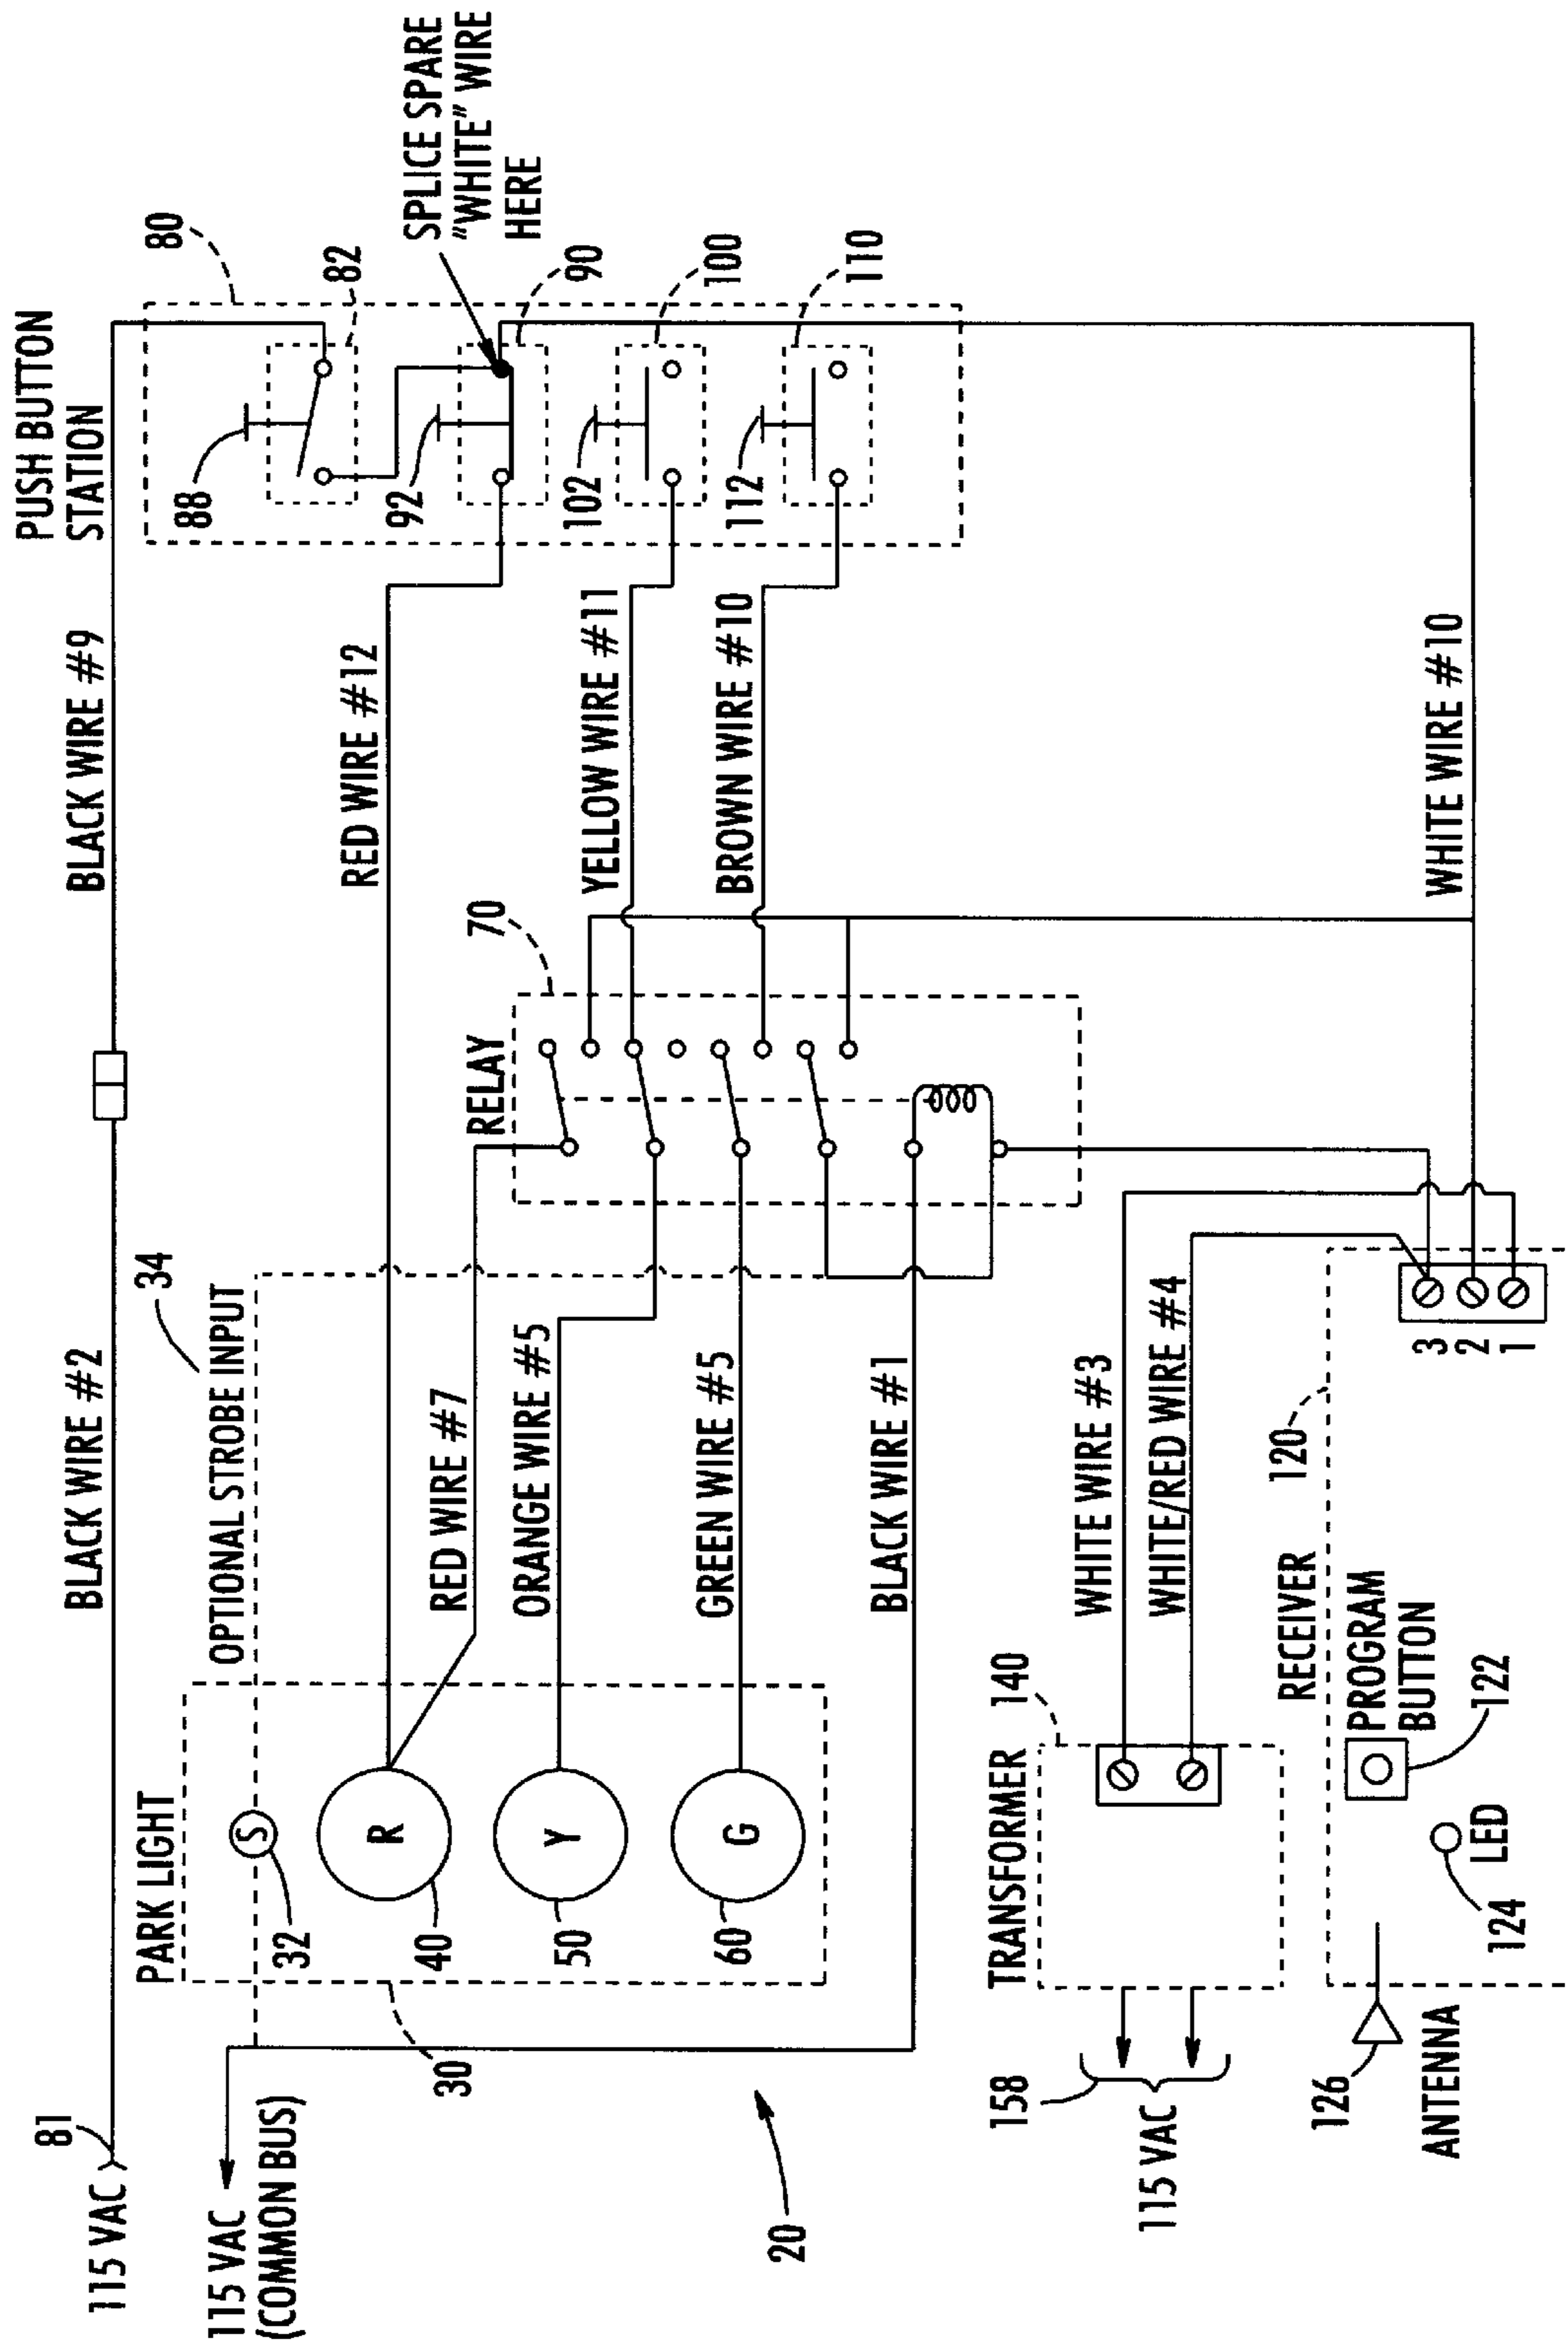 115 VAC
81
BLACK WIRE #2
BLACK WIRE #9
PUSH BUTTON
STATION
80
88
82
SPLICE SPARE
"WHITE" WIRE
HERE
92
90
102
100
112
110
115 VAC
(COMMON BUS)
34
OPTIONAL STROBE INPUT
PARK LIGHT
S
32
R
40
Y
50
G
60
30
RED WIRE #12
RED WIRE #7
ORANGE WIRE #5
GREEN WIRE #5
BLACK WIRE #1
RELAY
70
YELLOW WIRE #11
BROWN WIRE #10
WHITE WIRE #10
20
TRANSFORMER
140
158
115 VAC
WHITE WIRE #3
WHITE/RED WIRE #4
RECEIVER
120
PROGRAM
BUTTON
122
LED
124
126
ANTENNA
3
2
1